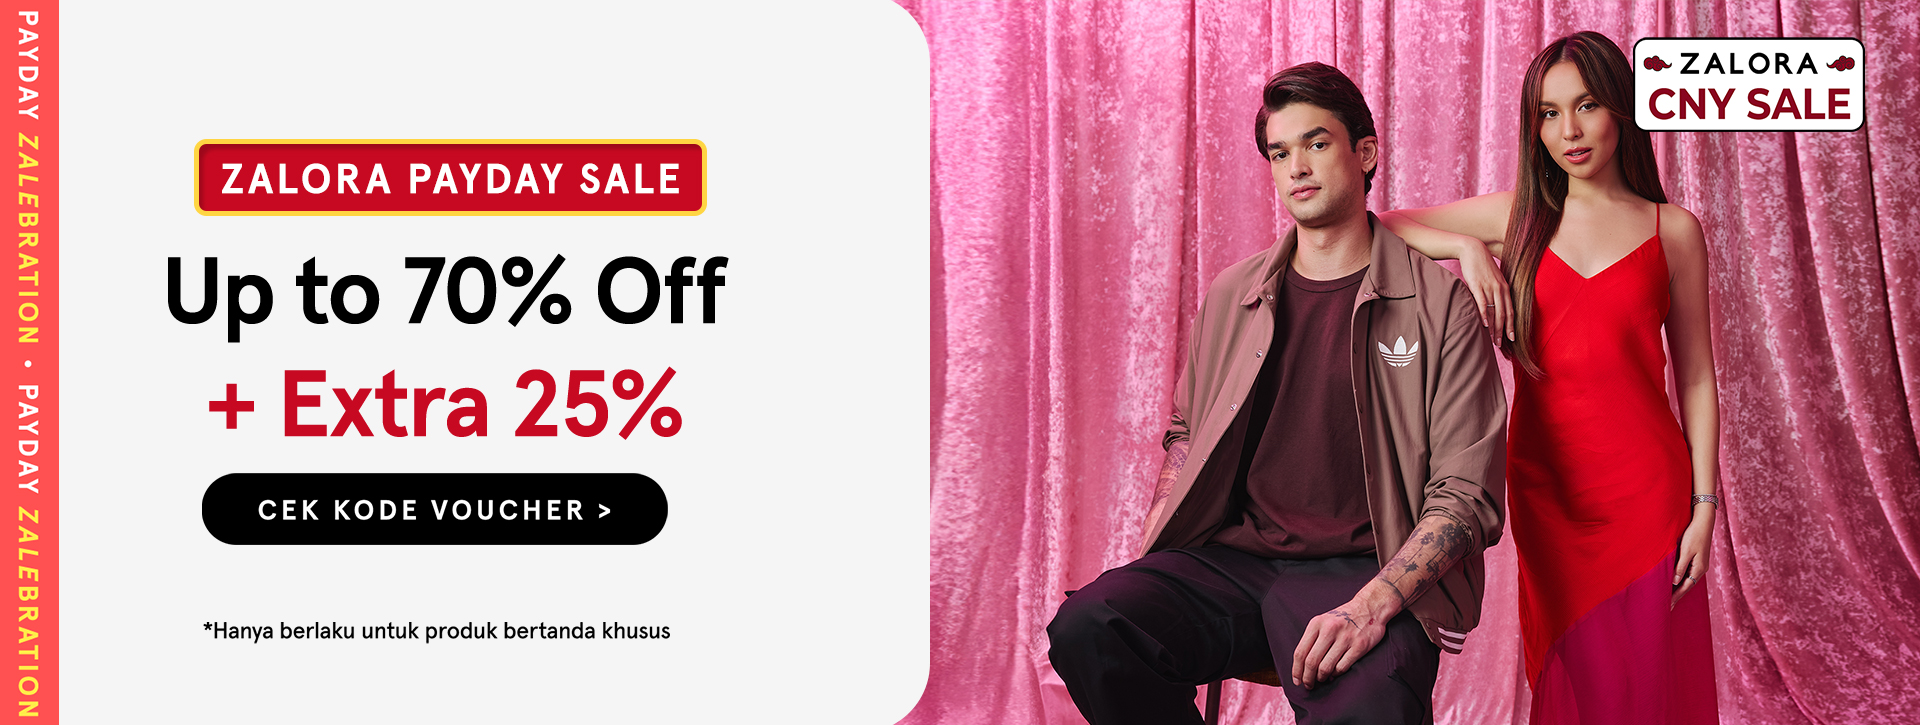 PAYDAY ZALEBRATION • PAYDAY ZALEBRATION
ZALORA PAYDAY SALE
Up to 70% Off
+ Extra 25%
CEK KODE VOUCHER >
*Hanya berlaku untuk produk bertanda khusus
ZALORA
CNY SALE